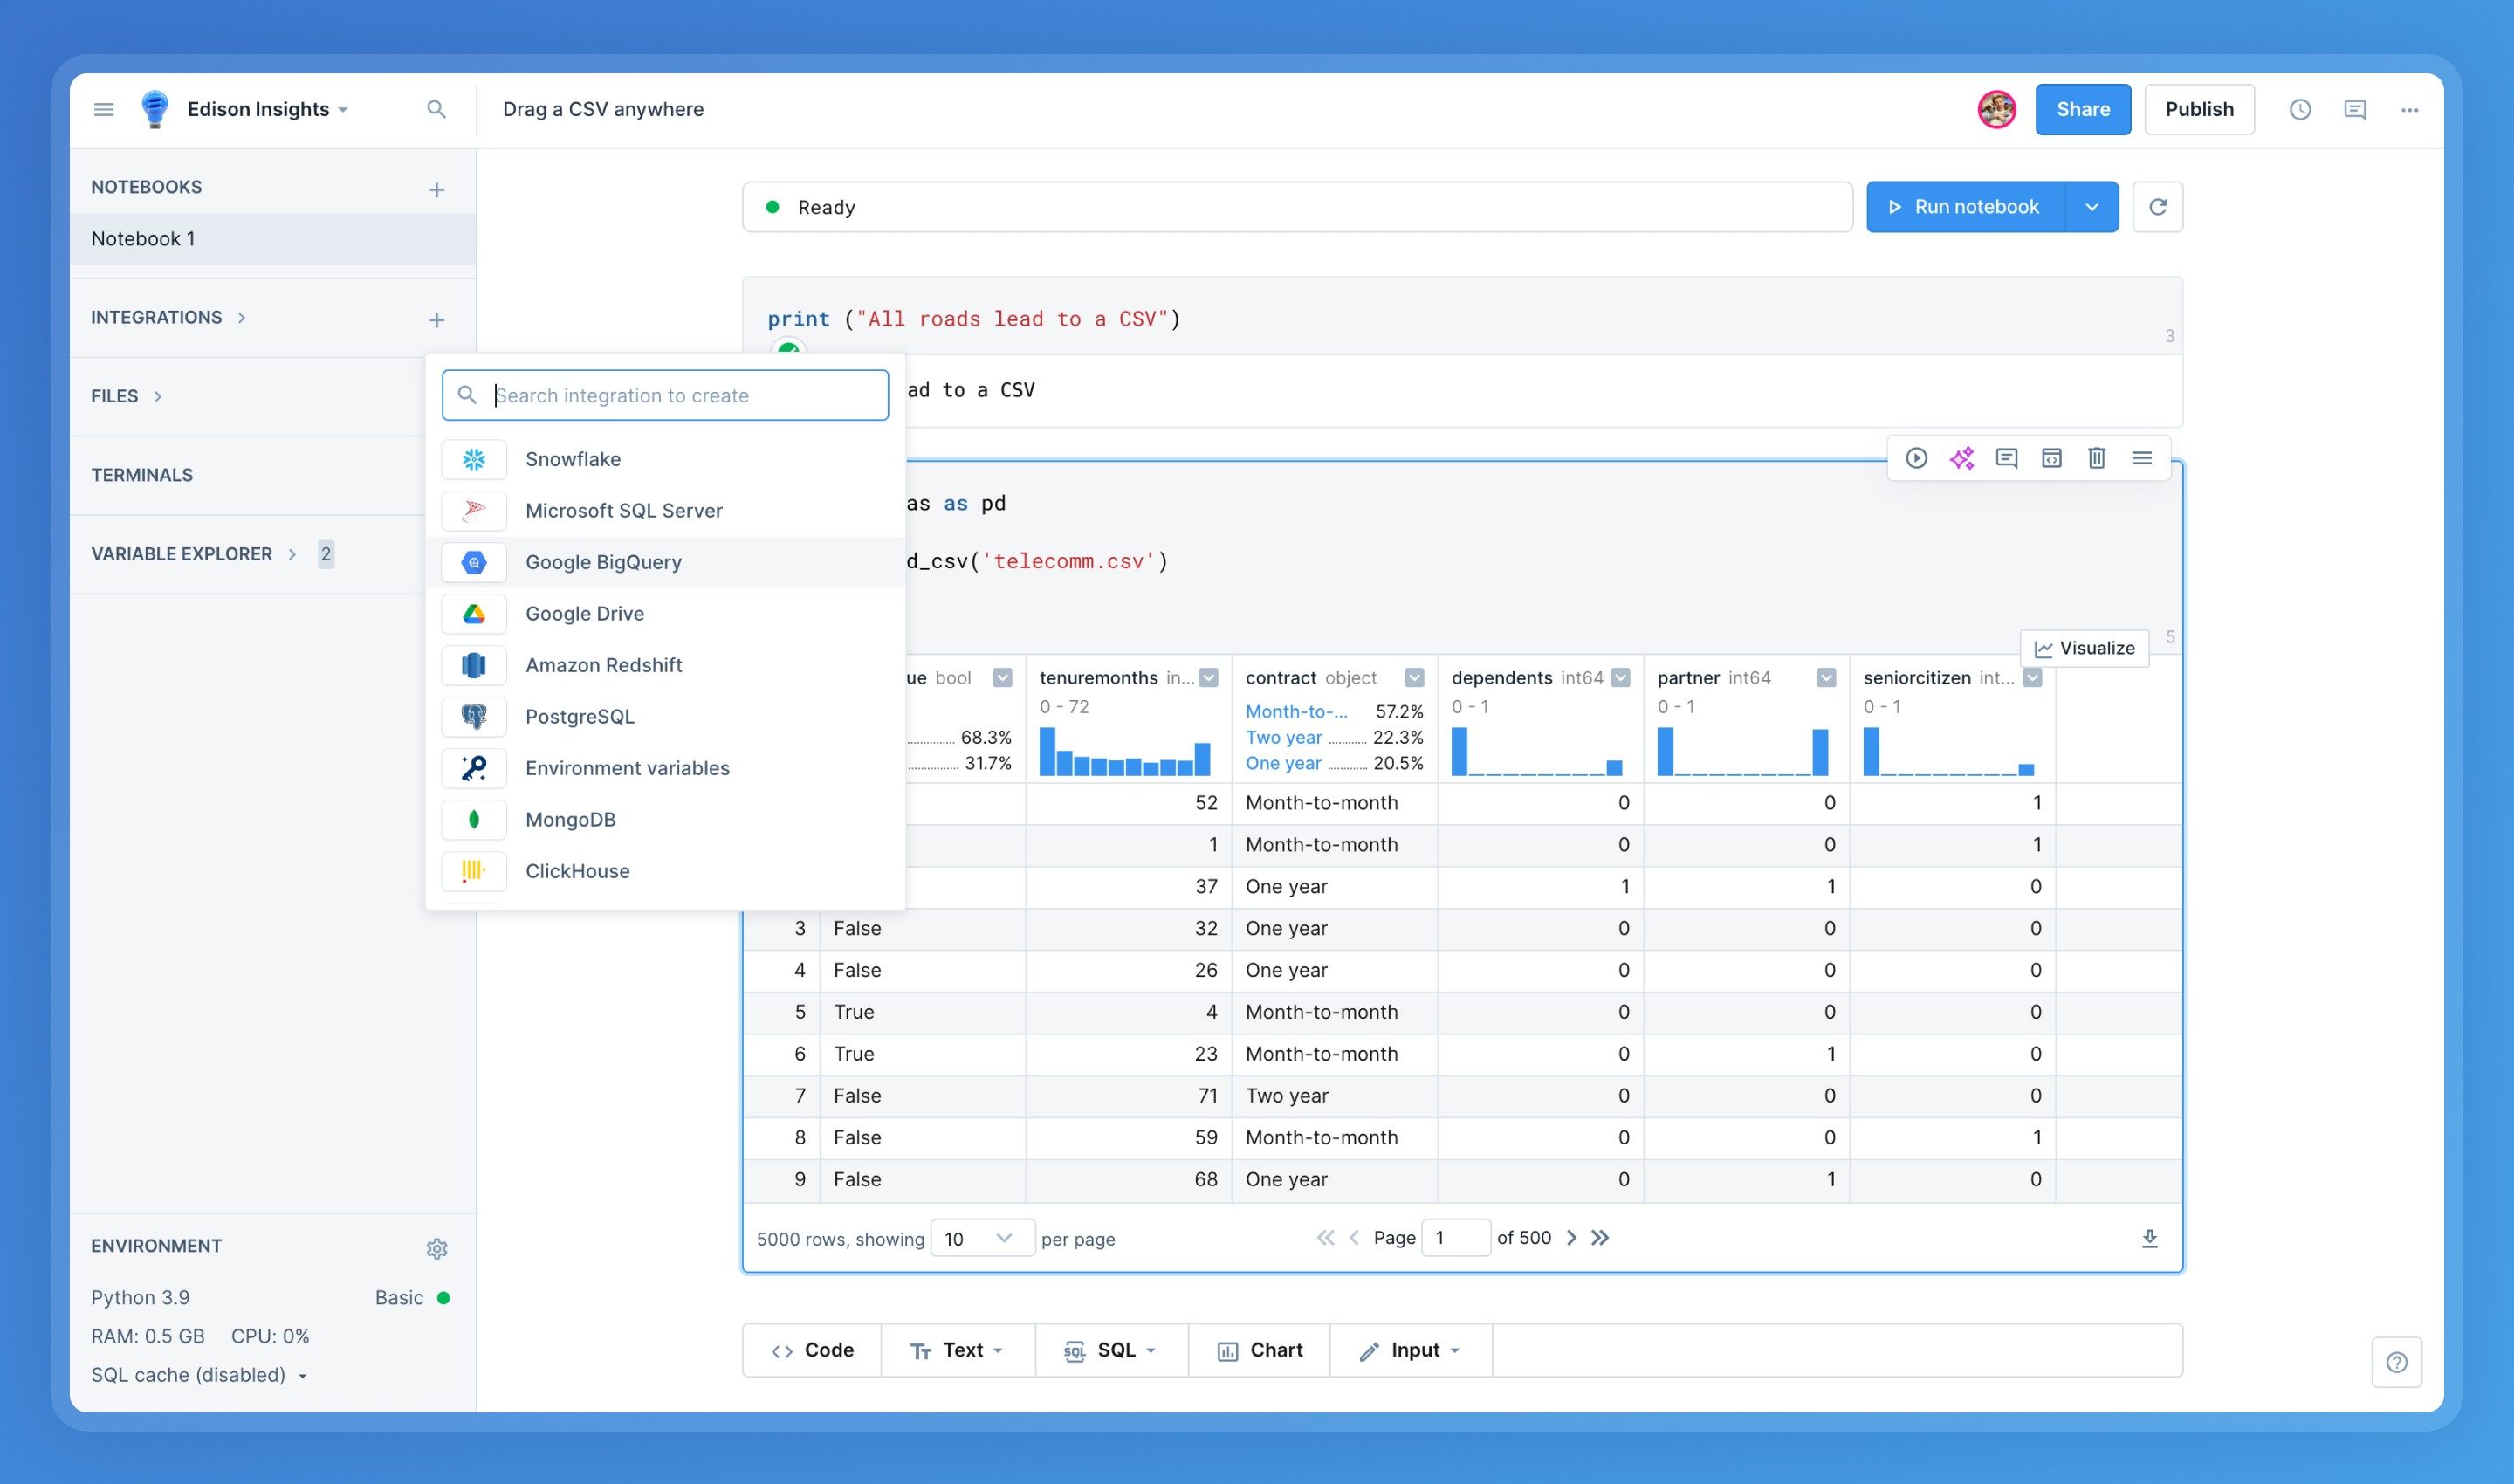 Edison Insights
Drag a CSV anywhere
Share
Publish
NOTEBOOKS
Notebook 1
INTEGRATIONS
FILES
TERMINALS
VARIABLE EXPLORER 2
Ready
Run notebook
print ("All roads lead to a CSV")
3
ad to a CSV
Search integration to create
Snowflake
Microsoft SQL Server
Google BigQuery
Google Drive
Amazon Redshift
PostgreSQL
Environment variables
MongoDB
ClickHouse
as as pd
d_csv('telecomm.csv')
5
Visualize
ue bool tenuremonths in... contract object dependents int64 partner int64 seniorcitizen int...
0 - 72 Month-to-... 57.2% 0 - 1 0 - 1 0 - 1
68.3% Two year 22.3%
31.7% One year 20.5%
52 Month-to-month 0 0 1
1 Month-to-month 0 0 1
37 One year 1 1 0
3 False 32 One year 0 0 0
4 False 26 One year 0 0 0
5 True 4 Month-to-month 0 0 0
6 True 23 Month-to-month 0 1 0
7 False 71 Two year 0 0 0
8 False 59 Month-to-month 0 0 1
9 False 68 One year 0 1 0
5000 rows, showing 10 per page Page 1 of 500
Code Text SQL Chart Input
ENVIRONMENT
Python 3.9 Basic
RAM: 0.5 GB CPU: 0%
SQL cache (disabled)